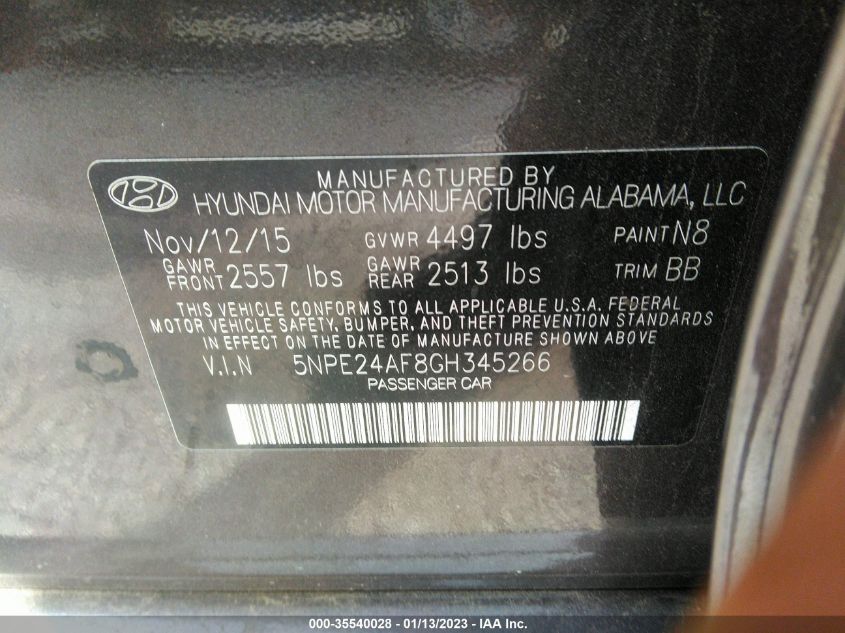 MANUFACTURED BY
HYUNDAI MOTOR MANUFACTURING ALABAMA, LLC
Nov/12/15 GVWR 4497 lbs PAINT N8
GAWR FRONT 2557 lbs GAWR REAR 2513 lbs TRIM BB
THIS VEHICLE CONFORMS TO ALL APPLICABLE U.S.A. FEDERAL
MOTOR VEHICLE SAFETY, BUMPER, AND THEFT PREVENTION STANDARDS
IN EFFECT ON THE DATE OF MANUFACTURE SHOWN ABOVE
V.I.N 5NPE24AF8GH345266
PASSENGER CAR
000-35540028 — 01/13/2023 — IAA Inc.